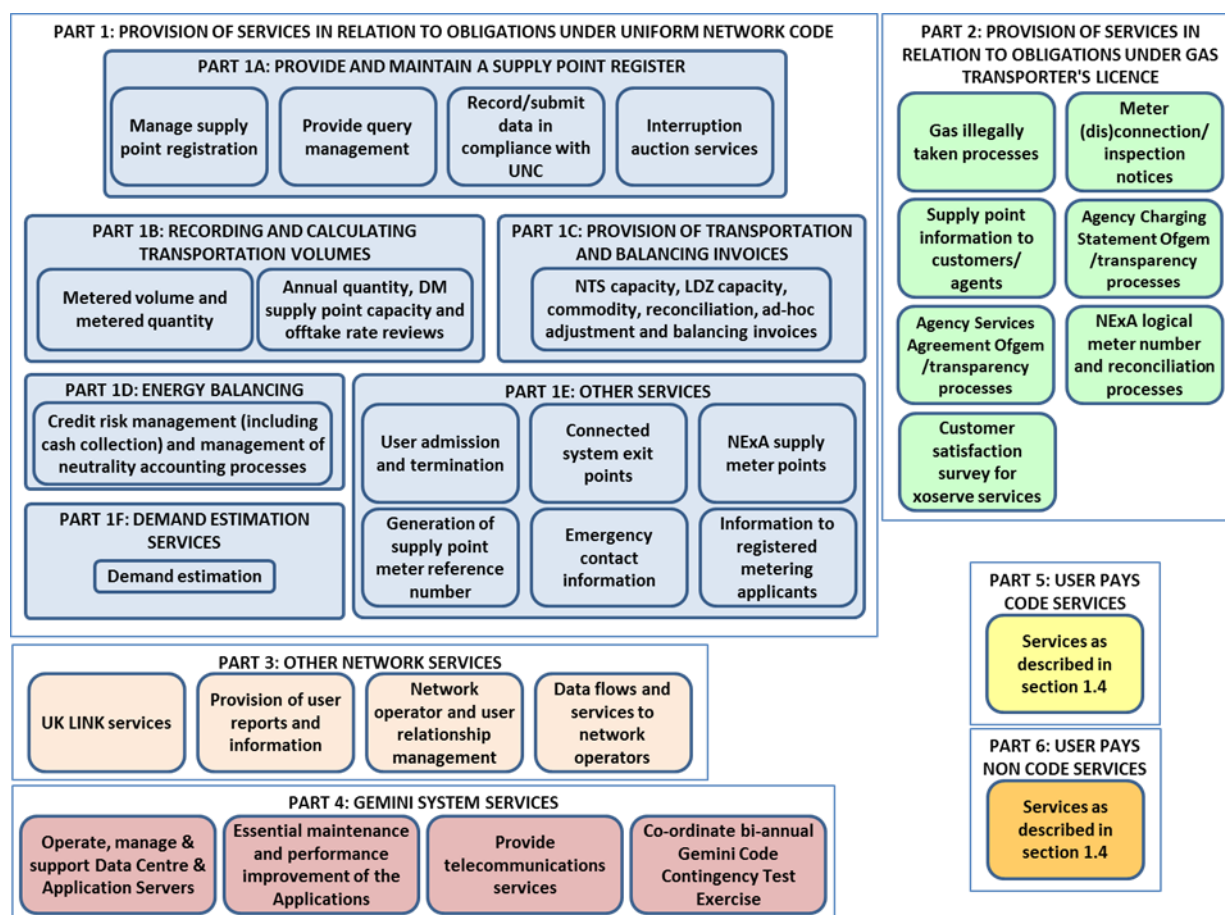 PART 1: PROVISION OF SERVICES IN RELATION TO OBLIGATIONS UNDER UNIFORM NETWORK CODE
PART 1A: PROVIDE AND MAINTAIN A SUPPLY POINT REGISTER
Manage supply
point registration
Provide query
management
Record/submit
data in
compliance with
UNC
Interruption
auction services
PART 1B: RECORDING AND CALCULATING
TRANSPORTATION VOLUMES
Metered volume and
metered quantity
Annual quantity, DM
supply point capacity and
offtake rate reviews
PART 1C: PROVISION OF TRANSPORTATION
AND BALANCING INVOICES
NTS capacity, LDZ capacity,
commodity, reconciliation, ad-hoc
adjustment and balancing invoices
PART 1D: ENERGY BALANCING
Credit risk management (including
cash collection) and management of
neutrality accounting processes
PART 1E: OTHER SERVICES
User admission
and termination
Connected
system exit
points
NExA supply
meter points
Generation of
supply point
meter reference
number
Emergency
contact
information
Information to
registered
metering
applicants
PART 1F: DEMAND ESTIMATION
SERVICES
Demand estimation
PART 2: PROVISION OF SERVICES IN
RELATION TO OBLIGATIONS UNDER GAS
TRANSPORTER'S LICENCE
Gas illegally
taken processes
Meter
(dis)connection/
inspection
notices
Supply point
information to
customers/
agents
Agency Charging
Statement Ofgem
/transparency
processes
Agency Services
Agreement Ofgem
/transparency
processes
NExA logical
meter number
and reconciliation
processes
Customer
satisfaction
survey for
xoserve services
PART 3: OTHER NETWORK SERVICES
UK LINK services
Provision of user
reports and
information
Network
operator and user
relationship
management
Data flows and
services to
network
operators
PART 4: GEMINI SYSTEM SERVICES
Operate, manage &
support Data Centre &
Application Servers
Essential maintenance
and performance
improvement of the
Applications
Provide
telecommunications
services
Co-ordinate bi-annual
Gemini Code
Contingency Test
Exercise
PART 5: USER PAYS
CODE SERVICES
Services as
described in
section 1.4
PART 6: USER PAYS
NON CODE SERVICES
Services as
described in
section 1.4